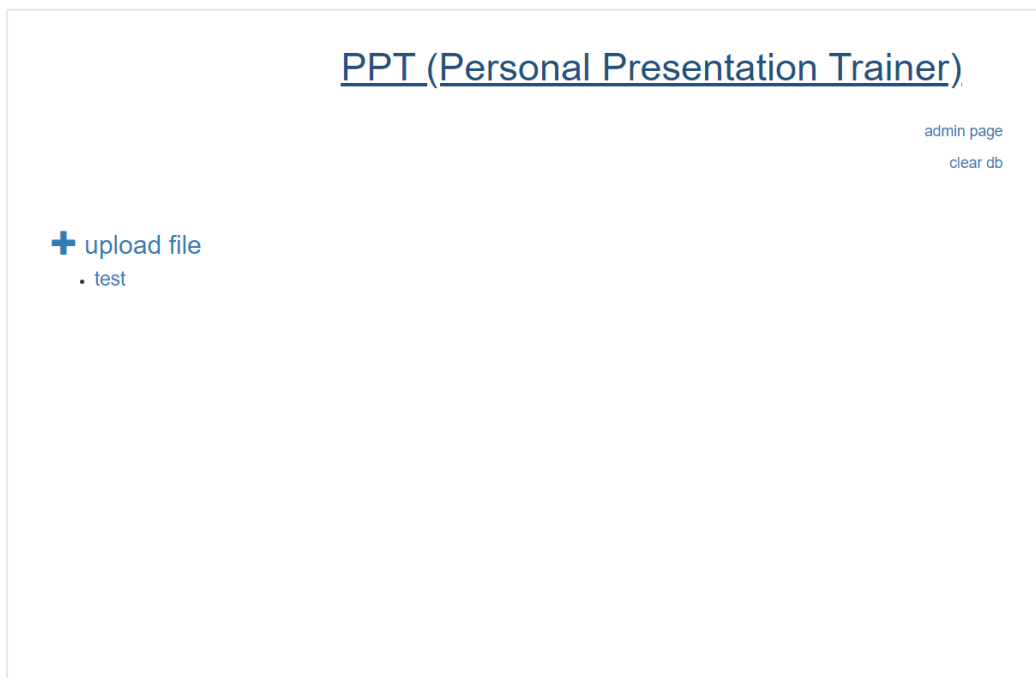 PPT (Personal Presentation Trainer)
admin page
clear db
upload file
test